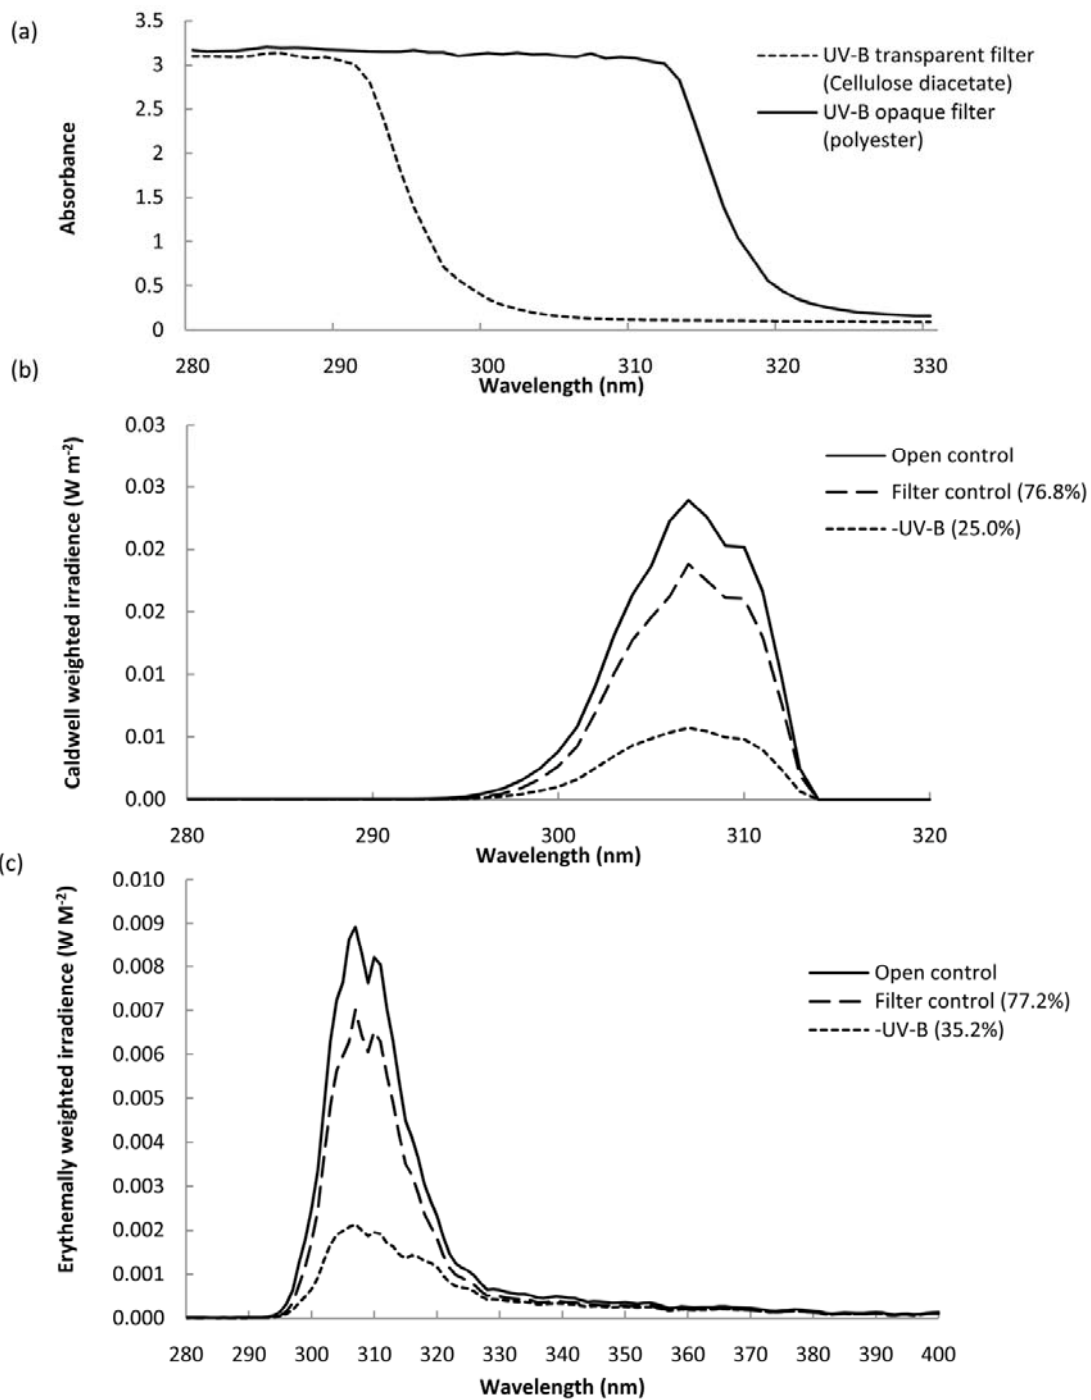 (a)
3.5
3
2.5
2
1.5
1
0.5
0
Absorbance
UV-B transparent filter
(Cellulose diacetate)
UV-B opaque filter
(polyester)
280 290 300 310 320 330
Wavelength (nm)
(b)
0.03
0.03
0.02
0.02
0.01
0.01
0.00
Caldwell weighted irradience (W m-2)
Open control
Filter control (76.8%)
-UV-B (25.0%)
280 290 300 310 320
Wavelength (nm)
(c)
0.010
0.009
0.008
0.007
0.006
0.005
0.004
0.003
0.002
0.001
0.000
Erythemally weighted irradience (W M-2)
Open control
Filter control (77.2%)
-UV-B (35.2%)
280 290 300 310 320 330 340 350 360 370 380 390 400
Wavelength (nm)